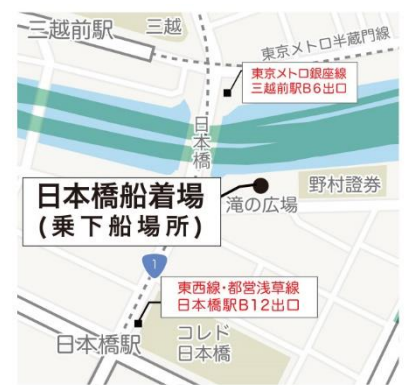 三越前駅
三越
東京メトロ半蔵門線
東京メトロ銀座線
三越前駅B6出口
日本橋
日本橋船着場
(乗下船場所)
滝の広場
野村證券
1
東西線・都営浅草線
日本橋駅B12出口
日本橋駅
コレド
日本橋